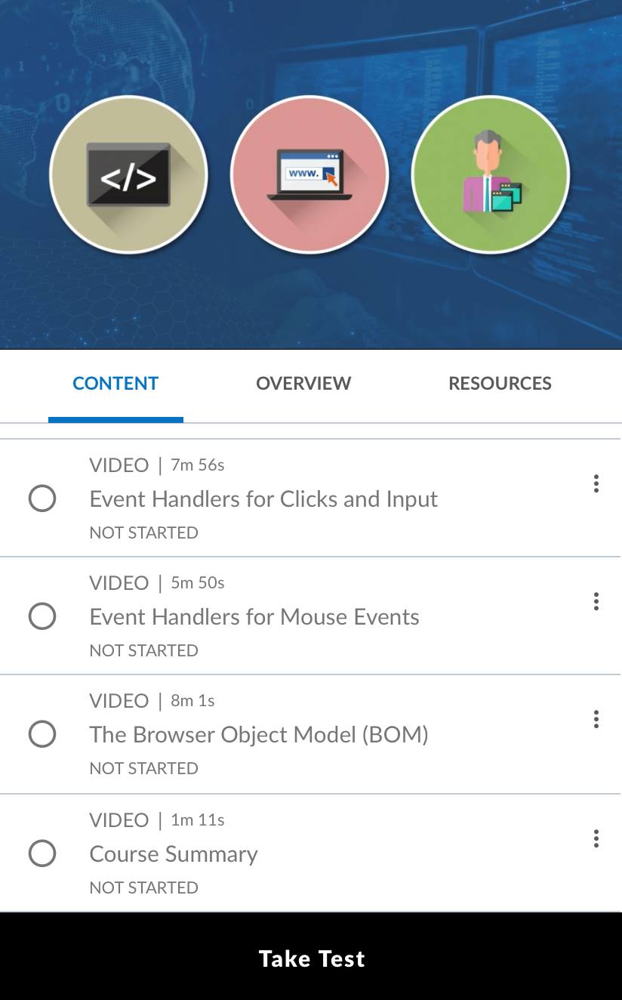 </>
www.
CONTENT
OVERVIEW
RESOURCES
VIDEO | 7m 56s
Event Handlers for Clicks and Input
NOT STARTED
VIDEO | 5m 50s
Event Handlers for Mouse Events
NOT STARTED
VIDEO | 8m 1s
The Browser Object Model (BOM)
NOT STARTED
VIDEO | 1m 11s
Course Summary
NOT STARTED
Take Test